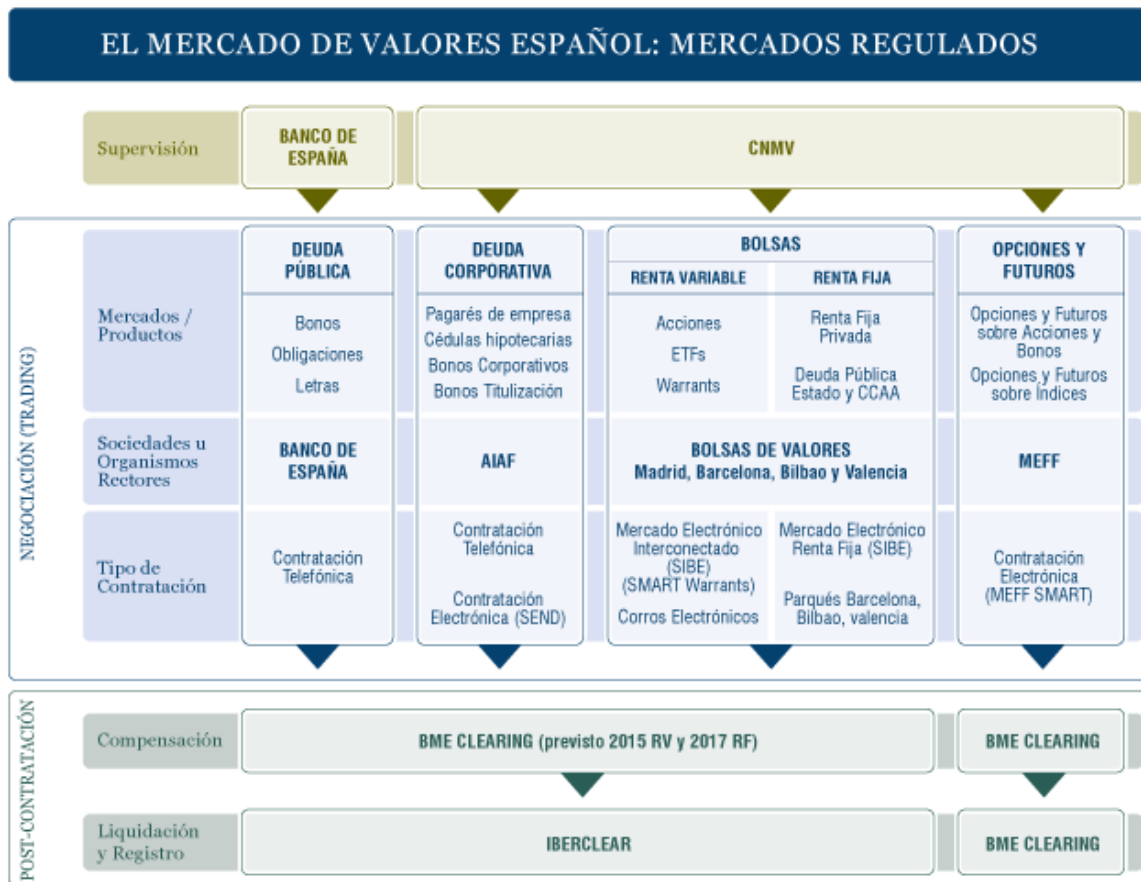 EL MERCADO DE VALORES ESPAÑOL: MERCADOS REGULADOS
Supervisión
BANCO DE
ESPAÑA
CNMV
NEGOCIACIÓN (TRADING)
Mercados /
Productos
DEUDA
PÚBLICA
Bonos
Obligaciones
Letras
DEUDA
CORPORATIVA
Pagarés de empresa
Cédulas hipotecarias
Bonos Corporativos
Bonos Titulización
BOLSAS
RENTA VARIABLE
Acciones
ETFs
Warrants
RENTA FIJA
Renta Fija
Privada
Deuda Pública
Estado y CCAA
OPCIONES Y
FUTUROS
Opciones y Futuros
sobre Acciones y
Bonos
Opciones y Futuros
sobre Índices
Sociedades u
Organismos
Rectores
BANCO DE
ESPAÑA
AIAF
BOLSAS DE VALORES
Madrid, Barcelona, Bilbao y Valencia
MEFF
Tipo de
Contratación
Contratación
Telefónica
Contratación
Telefónica
Contratación
Electrónica (SEND)
Mercado Electrónico
Interconectado
(SIBE)
(SMART Warrants)
Corros Electrónicos
Mercado Electrónico
Renta Fija (SIBE)
Parqués Barcelona,
Bilbao, valencia
Contratación
Electrónica
(MEFF SMART)
POST-CONTRATACIÓN
Compensación
BME CLEARING (previsto 2015 RV y 2017 RF)
BME CLEARING
Liquidación
y Registro
IBERCLEAR
BME CLEARING